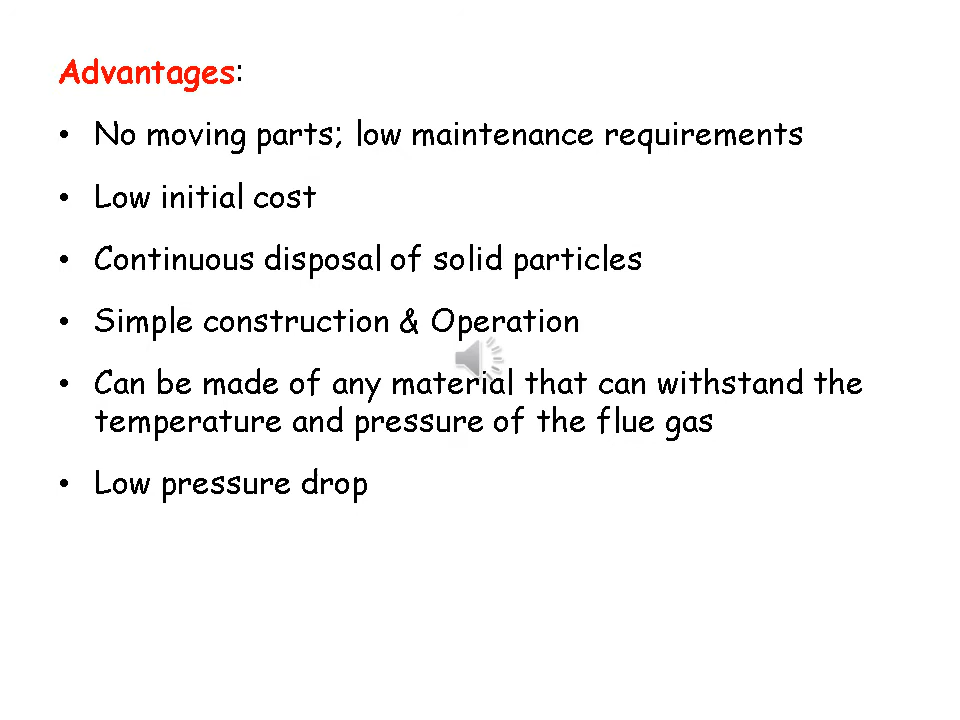 Advantages:
• No moving parts; low maintenance requirements
• Low initial cost
• Continuous disposal of solid particles
• Simple construction & Operation
• Can be made of any material that can withstand the
temperature and pressure of the flue gas
• Low pressure drop